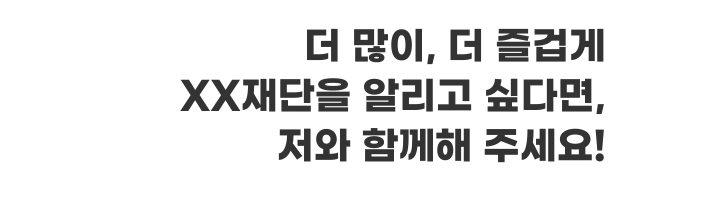 더 많이, 더 즐겁게
XX재단을 알리고 싶다면,
저와 함께해 주세요!